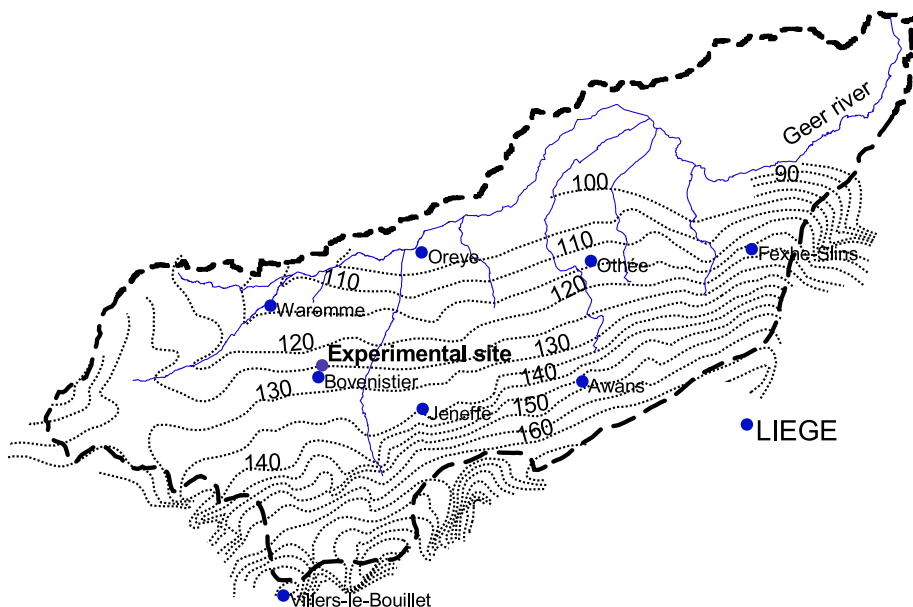 Geer river
90
100
110
Oreye
Othée
Fexhe-Slins
110
120
Waromme
120
Experimental site
130
Bovenistier
130
140
Awans
Jeneffe
150
160
LIEGE
140
Villers-le-Bouillet